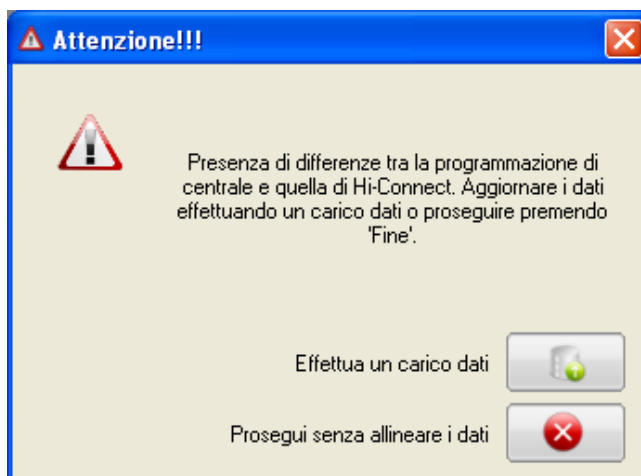 Attenzione!!!
Presenza di differenze tra la programmazione di
centrale e quella di Hi-Connect. Aggiornare i dati
effettuando un carico dati o proseguire premendo
'Fine'.
Effettua un carico dati
Prosegui senza allineare i dati